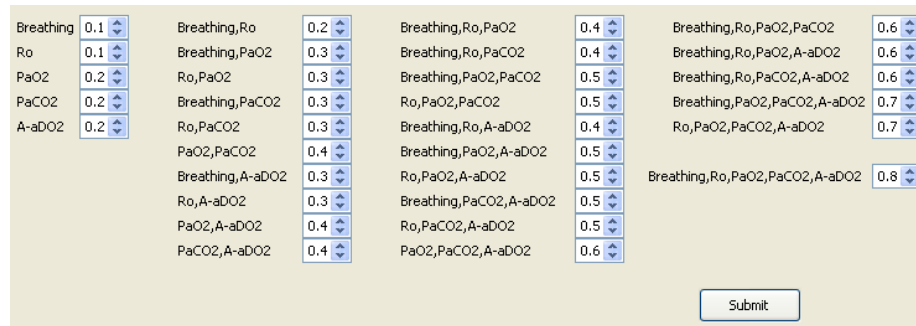 Breathing 0.1 Breathing,Ro 0.2 Breathing,Ro,PaO2 0.4 Breathing,Ro,PaO2,PaCO2 0.6
Ro 0.1 Breathing,PaO2 0.3 Breathing,Ro,PaCO2 0.4 Breathing,Ro,PaO2,A-aDO2 0.6
PaO2 0.2 Ro,PaO2 0.3 Breathing,PaO2,PaCO2 0.5 Breathing,Ro,PaCO2,A-aDO2 0.6
PaCO2 0.2 Breathing,PaCO2 0.3 Ro,PaO2,PaCO2 0.5 Breathing,PaO2,PaCO2,A-aDO2 0.7
A-aDO2 0.2 Ro,PaCO2 0.3 Breathing,Ro,A-aDO2 0.4 Ro,PaO2,PaCO2,A-aDO2 0.7
PaO2,PaCO2 0.4 Breathing,PaO2,A-aDO2 0.5
Breathing,A-aDO2 0.3 Ro,PaO2,A-aDO2 0.5 Breathing,Ro,PaO2,PaCO2,A-aDO2 0.8
Ro,A-aDO2 0.3 Breathing,PaCO2,A-aDO2 0.5
PaO2,A-aDO2 0.4 Ro,PaCO2,A-aDO2 0.5
PaCO2,A-aDO2 0.4 PaO2,PaCO2,A-aDO2 0.6
Submit